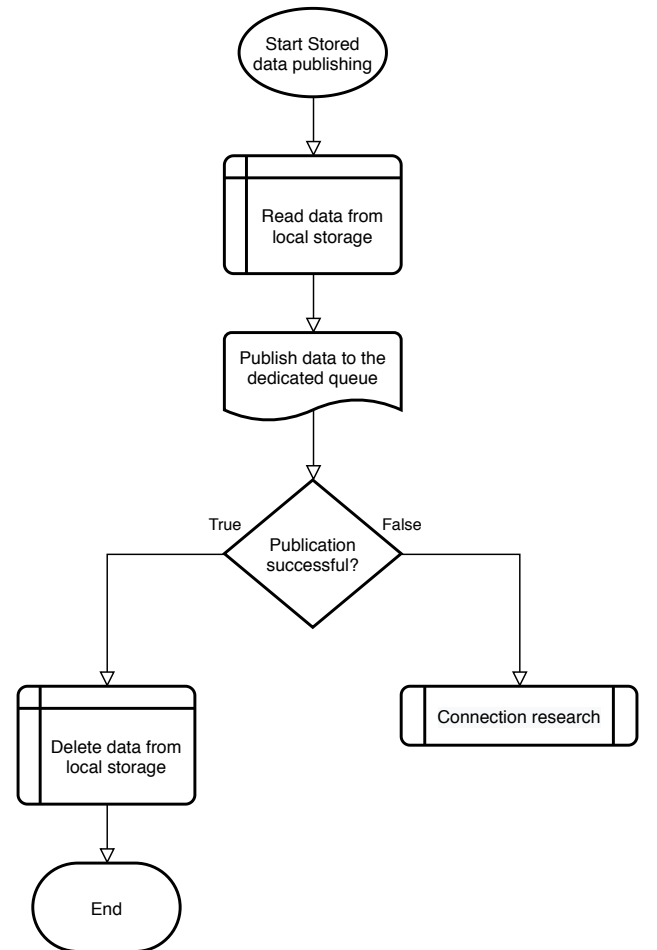 Start Stored
data publishing
Read data from
local storage
Publish data to the
dedicated queue
True
False
Publication
successful?
Delete data from
local storage
Connection research
End